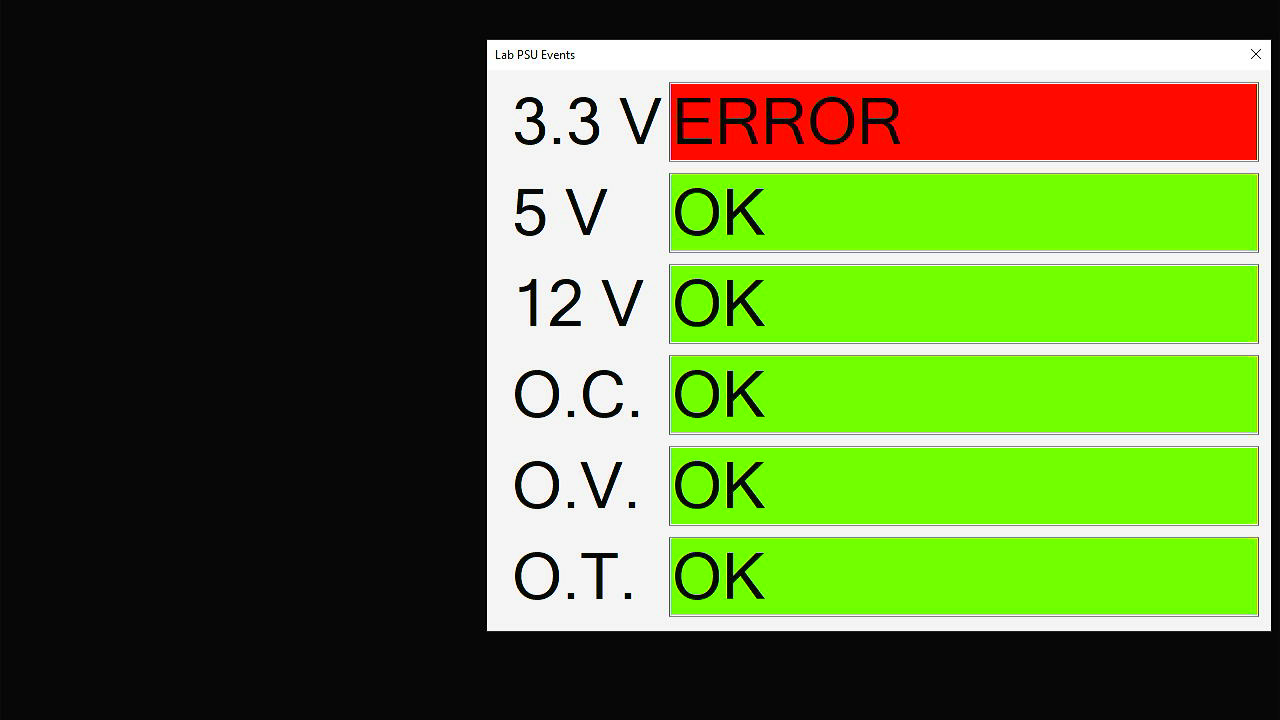 Lab PSU Events
3.3 V ERROR
5 V OK
12 V OK
O.C. OK
O.V. OK
O.T. OK